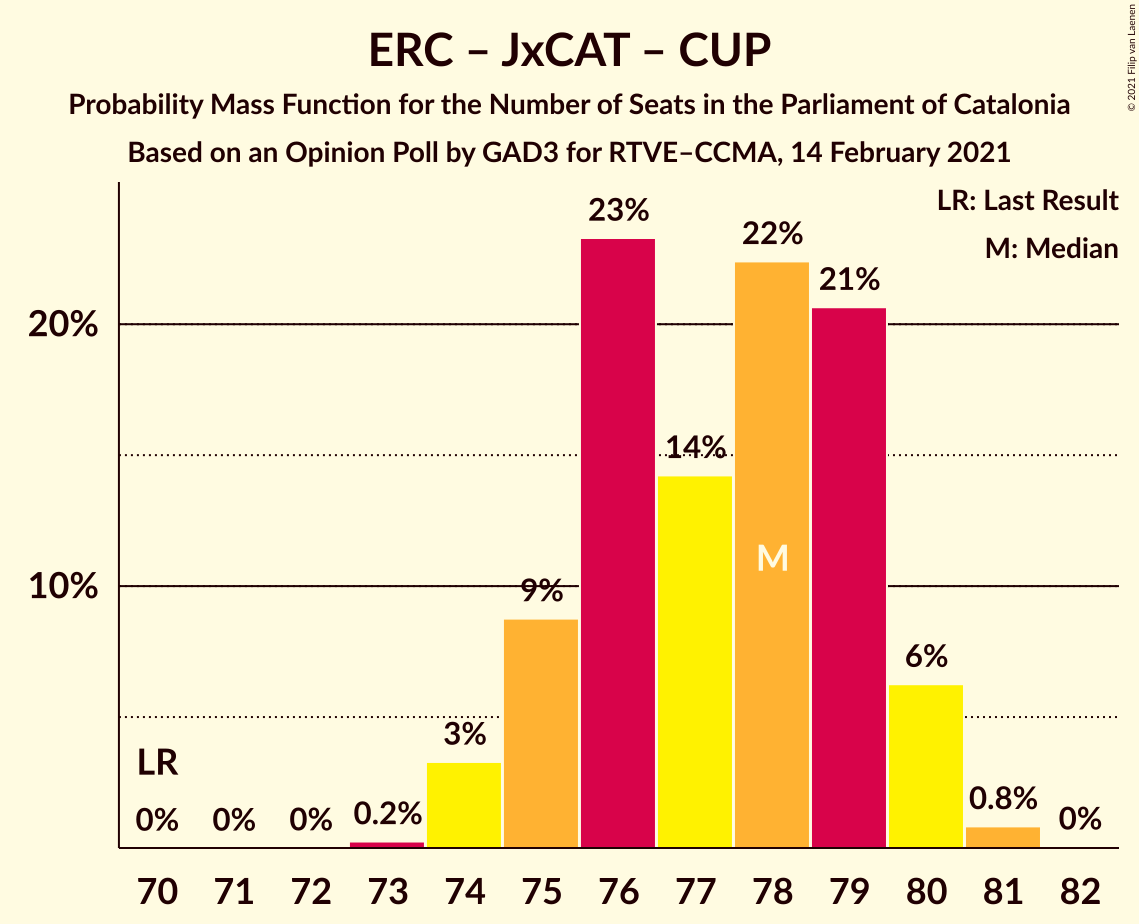 ERC – JxCAT – CUP
Probability Mass Function for the Number of Seats in the Parliament of Catalonia
Based on an Opinion Poll by GAD3 for RTVE–CCMA, 14 February 2021
© 2021 Filip van Laenen
LR: Last Result
M: Median
20%
10%
LR
0%
0%
0%
0.2%
3%
9%
23%
14%
22%
M
21%
6%
0.8%
0%
70 71 72 73 74 75 76 77 78 79 80 81 82